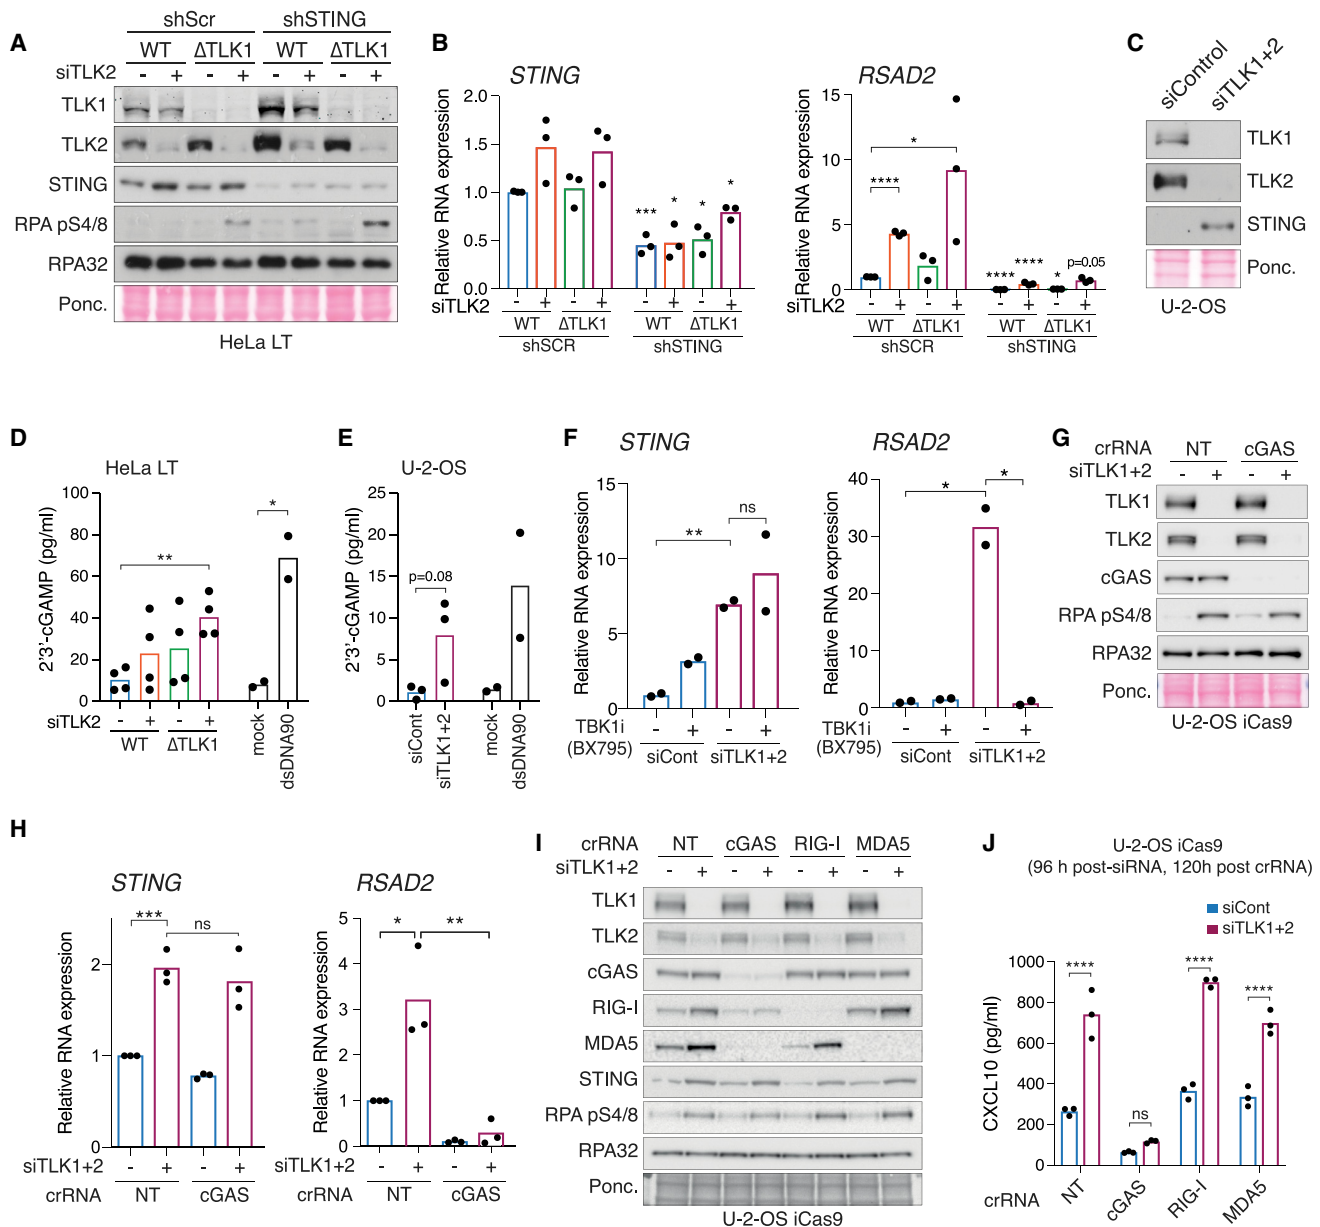 A
shScr shSTING
WT ΔTLK1 WT ΔTLK1
siTLK2 - + - + - + - +
TLK1
TLK2
STING
RPA pS4/8
RPA32
Ponc.
HeLa LT
B
STING
Relative RNA expression
2.0
1.5
1.0
0.5
0.0
*** * * *
siTLK2 - + - + - + - +
WT ΔTLK1 WT ΔTLK1
shSCR shSTING
RSAD2
Relative RNA expression
15
10
5
0
*
****
**** **** * p=0.05
siTLK2 - + - + - + - +
WT ΔTLK1 WT ΔTLK1
shSCR shSTING
C
siControl
siTLK1+2
TLK1
TLK2
STING
Ponc.
U-2-OS
D
HeLa LT
2'3'-cGAMP (pg/ml)
100
80
60
40
20
0
** *
siTLK2 - + - +
WT ΔTLK1
mock
dsDNA90
E
U-2-OS
2'3'-cGAMP (pg/ml)
25
20
15
10
5
0
p=0.08
siCont
siTLK1+2
mock
dsDNA90
F
STING
Relative RNA expression
15
10
5
0
** ns
TBK1i - + - +
(BX795) siCont siTLK1+2
RSAD2
Relative RNA expression
40
30
20
10
0
* *
TBK1i - + - +
(BX795) siCont siTLK1+2
G
crRNA NT cGAS
siTLK1+2 - + - +
TLK1
TLK2
cGAS
RPA pS4/8
RPA32
Ponc.
U-2-OS iCas9
H
STING
Relative RNA expression
2
1
0
*** ns
siTLK1+2 - + - +
crRNA NT cGAS
RSAD2
Relative RNA expression
5
4
3
2
1
0
* **
siTLK1+2 - + - +
crRNA NT cGAS
I
crRNA NT cGAS RIG-I MDA5
siTLK1+2 - + - + - + - +
TLK1
TLK2
cGAS
RIG-I
MDA5
STING
RPA pS4/8
RPA32
Ponc.
U-2-OS iCas9
J
U-2-OS iCas9
(96 h post-siRNA, 120h post crRNA)
siCont
siTLK1+2
CXCL10 (pg/ml)
1000
800
600
400
200
0
**** ns **** ****
crRNA NT cGAS RIG-I MDA5